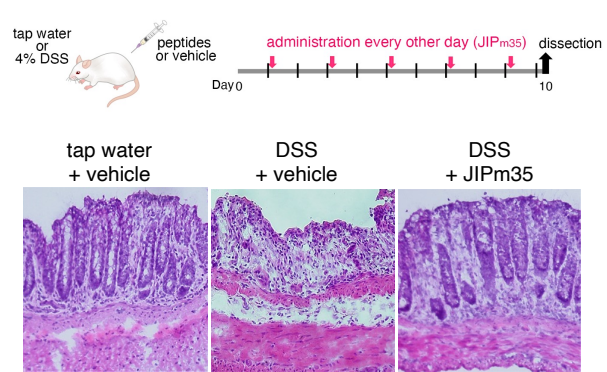 tap water
or
4% DSS
peptides
or vehicle
administration every other day (JIPm35)
dissection
Day 0
10
tap water
+ vehicle
DSS
+ vehicle
DSS
+ JIPm35